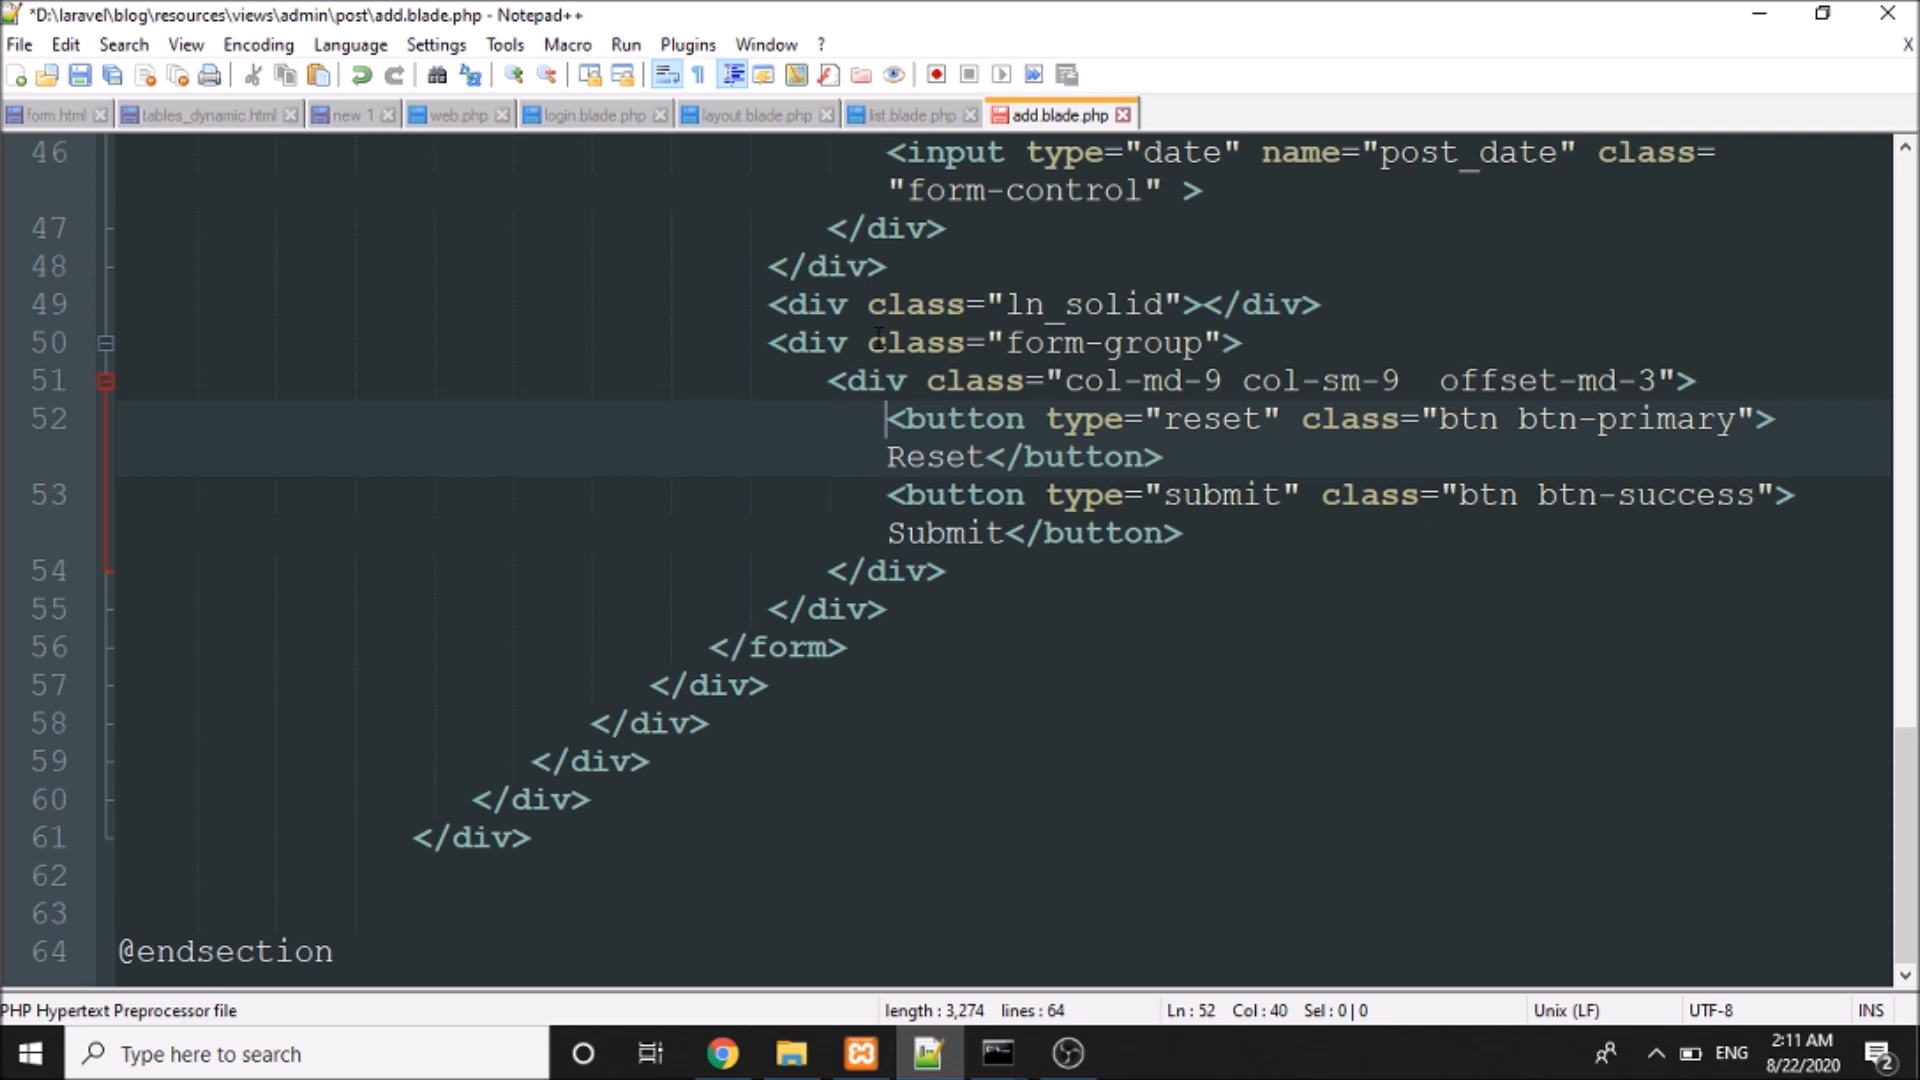 *D:\laravel\blog\resources\views\admin\post\add.blade.php - Notepad++
File Edit Search View Encoding Language Settings Tools Macro Run Plugins Window ?
X
form.html tables_dynamic.html new 1 web.php login.blade.php layout.blade.php list.blade.php add.blade.php
46 <input type="date" name="post_date" class=
"form-control" >
47 </div>
48 </div>
49 <div class="ln_solid"></div>
50 <div class="form-group">
51 <div class="col-md-9 col-sm-9  offset-md-3">
52 <button type="reset" class="btn btn-primary">
Reset</button>
53 <button type="submit" class="btn btn-success">
Submit</button>
54 </div>
55 </div>
56 </form>
57 </div>
58 </div>
59 </div>
60 </div>
61 </div>
62
63
64 @endsection
PHP Hypertext Preprocessor file length : 3,274 lines : 64 Ln : 52 Col : 40 Sel : 0 | 0 Unix (LF) UTF-8 INS
Type here to search ENG 2:11 AM
8/22/2020 2